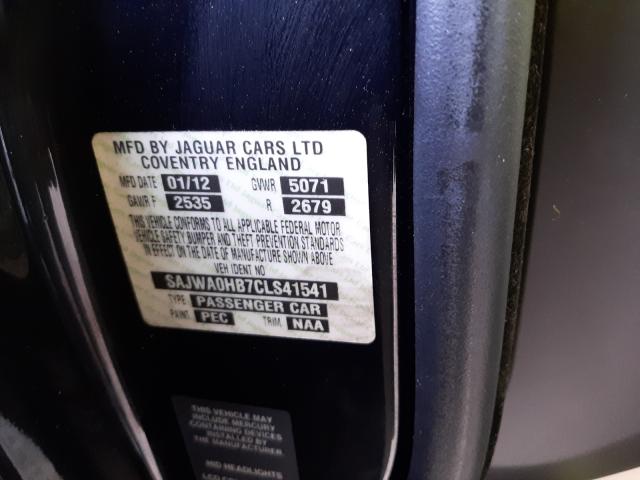 MFD BY JAGUAR CARS LTD
COVENTRY ENGLAND
MFD DATE 01/12 GVWR 5071
GAWR F 2535 R 2679
THIS VEHICLE CONFORMS TO ALL APPLICABLE FEDERAL MOTOR
VEHICLE SAFETY BUMPER AND THEFT PREVENTION STANDARDS
IN EFFECT ON THE DATE OF MANUFACTURE SHOWN ABOVE
VEH IDENT NO
SAJWA0HB7CLS41541
TYPE PASSENGER CAR
PAINT PEC TRIM NAA
THIS VEHICLE MAY
INCLUDE MERCURY
CONTAINING DEVICES
INSTALLED BY
THE MANUFACTURER
HID HEADLIGHTS
LCD